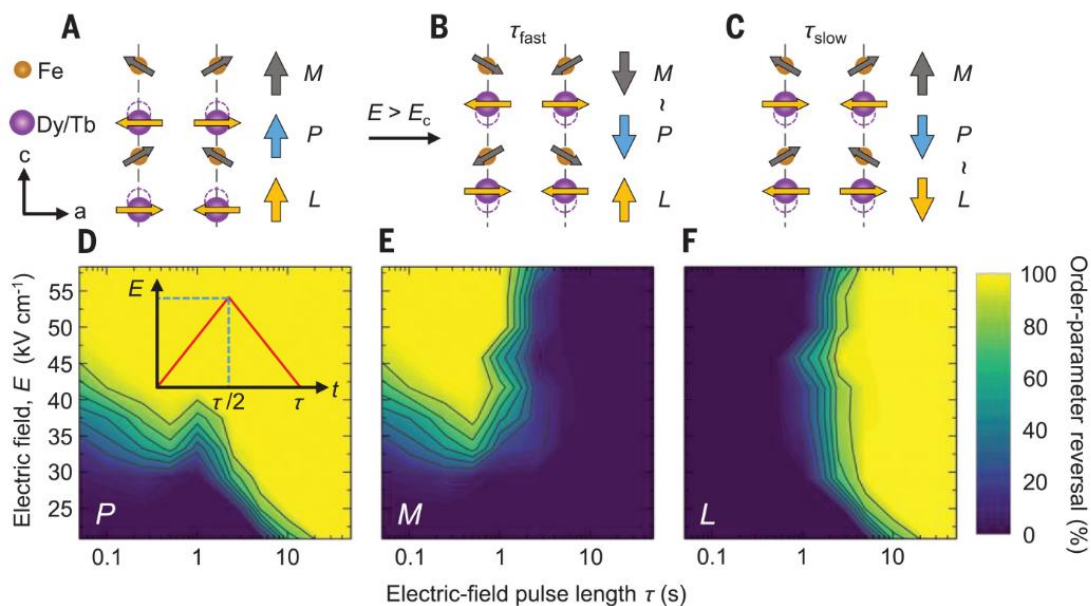 A
B
C
Fe
Dy/Tb
c
a
M
P
L
E > Ec
τfast
M
≀
P
L
τslow
M
P
≀
L
D
E
F
Electric field, E (kV cm⁻¹)
55
50
45
40
35
30
25
E
τ/2
τ
t
P
M
L
0.1
1
10
0.1
1
10
0.1
1
10
Electric-field pulse length τ (s)
100
80
60
40
20
0
Order-parameter reversal (%)